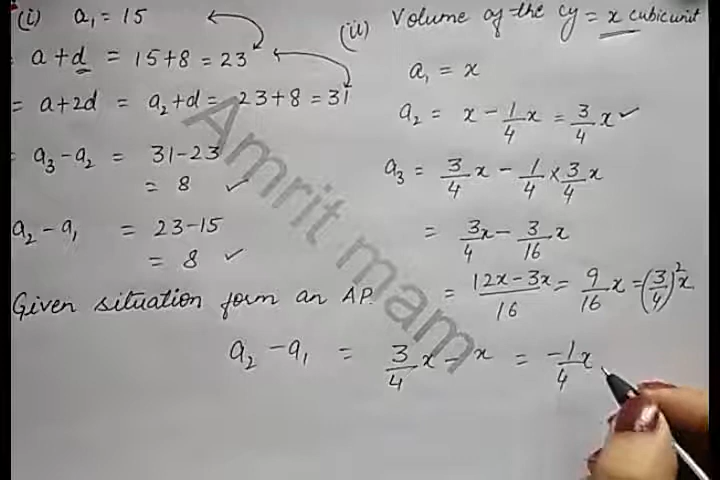 (i) a₁ = 15
= a + d = 15 + 8 = 23
= a + 2d = a₂ + d = 23 + 8 = 31
= a₃ - a₂ = 31 - 23
= 8 ✓
a₂ - a₁ = 23 - 15
= 8 ✓
Given situation form an AP.
(ii) Volume of the cy = x cubic unit
a₁ = x
a₂ = x - 1/4 x = 3/4 x ✓
a₃ = 3/4 x - 1/4 × 3/4 x
= 3x/4 - 3/16 x
= (12x - 3x)/16 = 9/16 x = (3/4)² x
a₂ - a₁ = 3/4 x - x = -1/4 x
Amrit mam